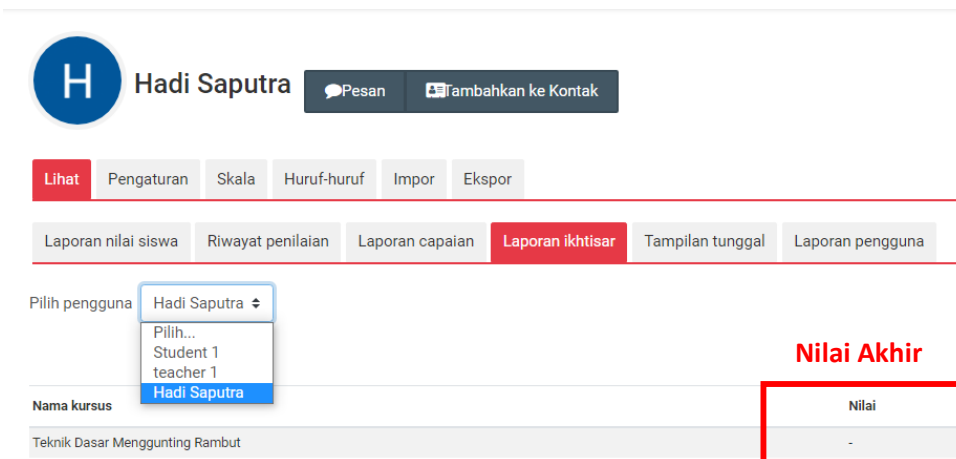 H
Hadi Saputra
Pesan
Tambahkan ke Kontak
Lihat Pengaturan Skala Huruf-huruf Impor Ekspor
Laporan nilai siswa Riwayat penilaian Laporan capaian Laporan ikhtisar Tampilan tunggal Laporan pengguna
Pilih pengguna Hadi Saputra
Pilih...
Student 1
teacher 1
Hadi Saputra
Nilai Akhir
Nama kursus Nilai
Teknik Dasar Menggunting Rambut -